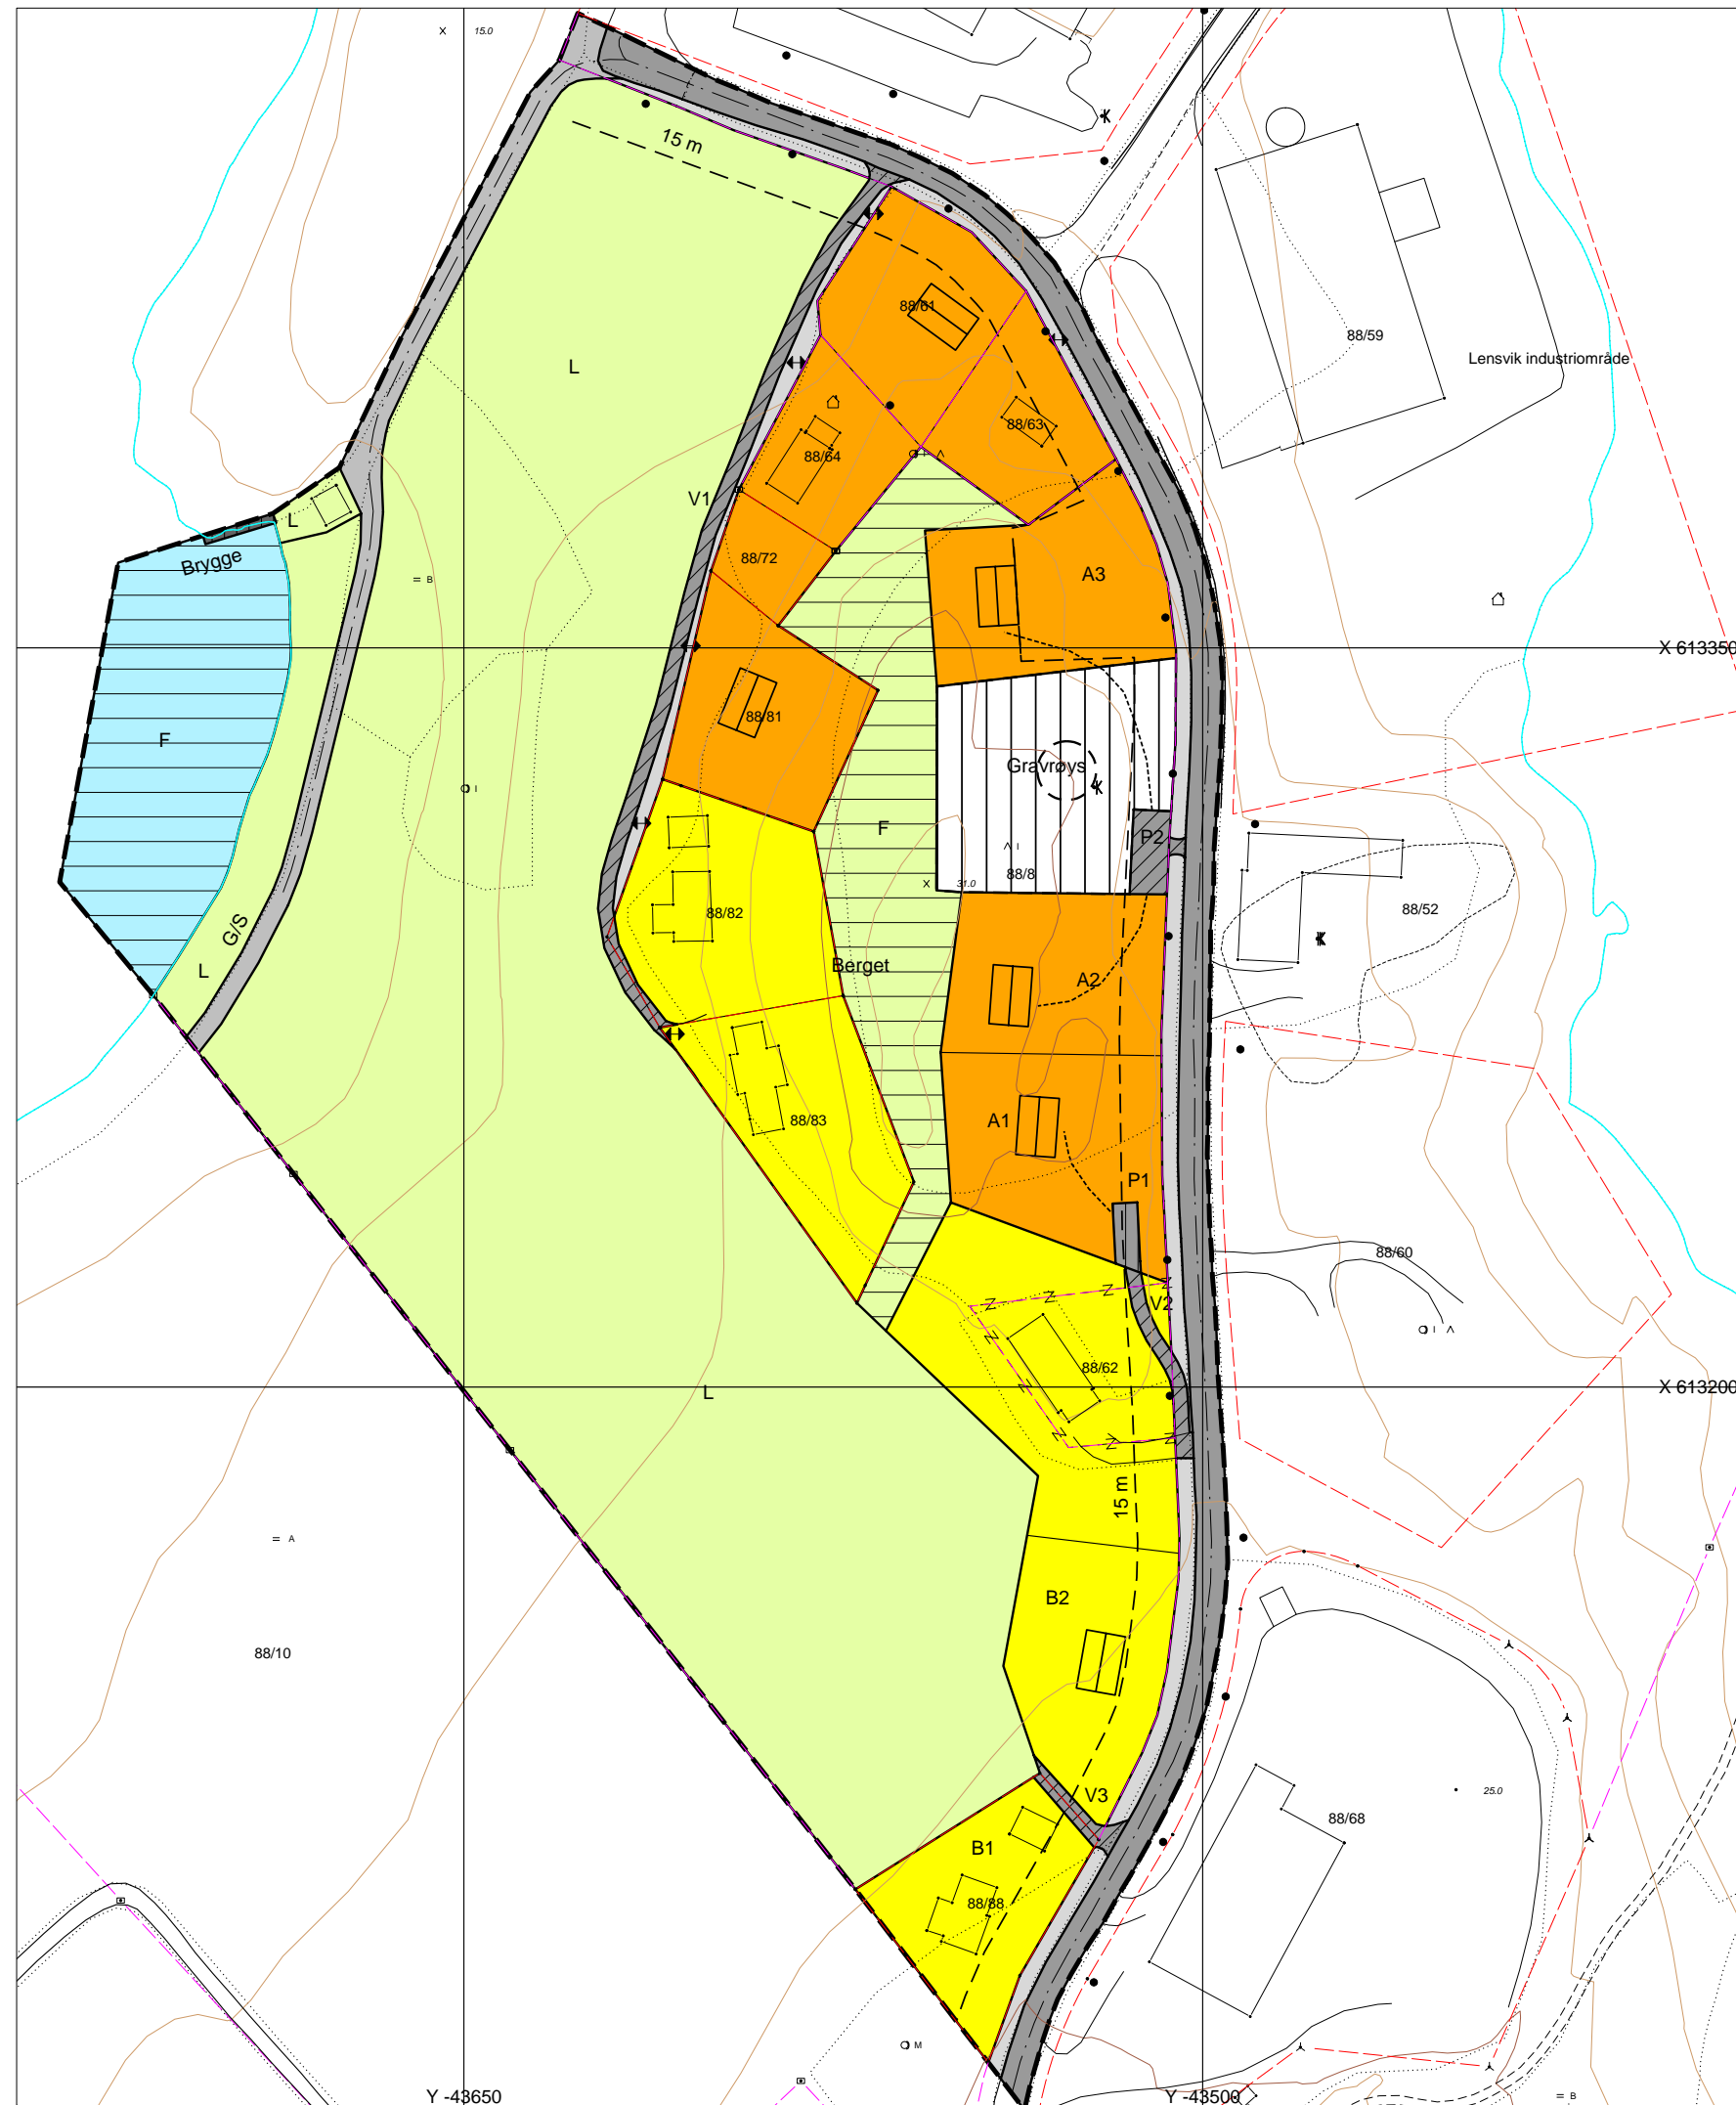 X 15.0
15 m
88/61
88/59
Lensvik industriområde
L
88/63
88/64
V1
L
Brygge
88/72
A3
B
X 613350
88/81
F
Gravrøys
F
P2
88/8
X 31.0
88/52
88/82
G/S
Berget
L
A2
88/83
A1
P1
88/60
V2
88/62
L
X 613200
15 m
A
B2
88/10
V3
25.0
88/68
B1
88/88
M
Y -43650
Y -43500
B